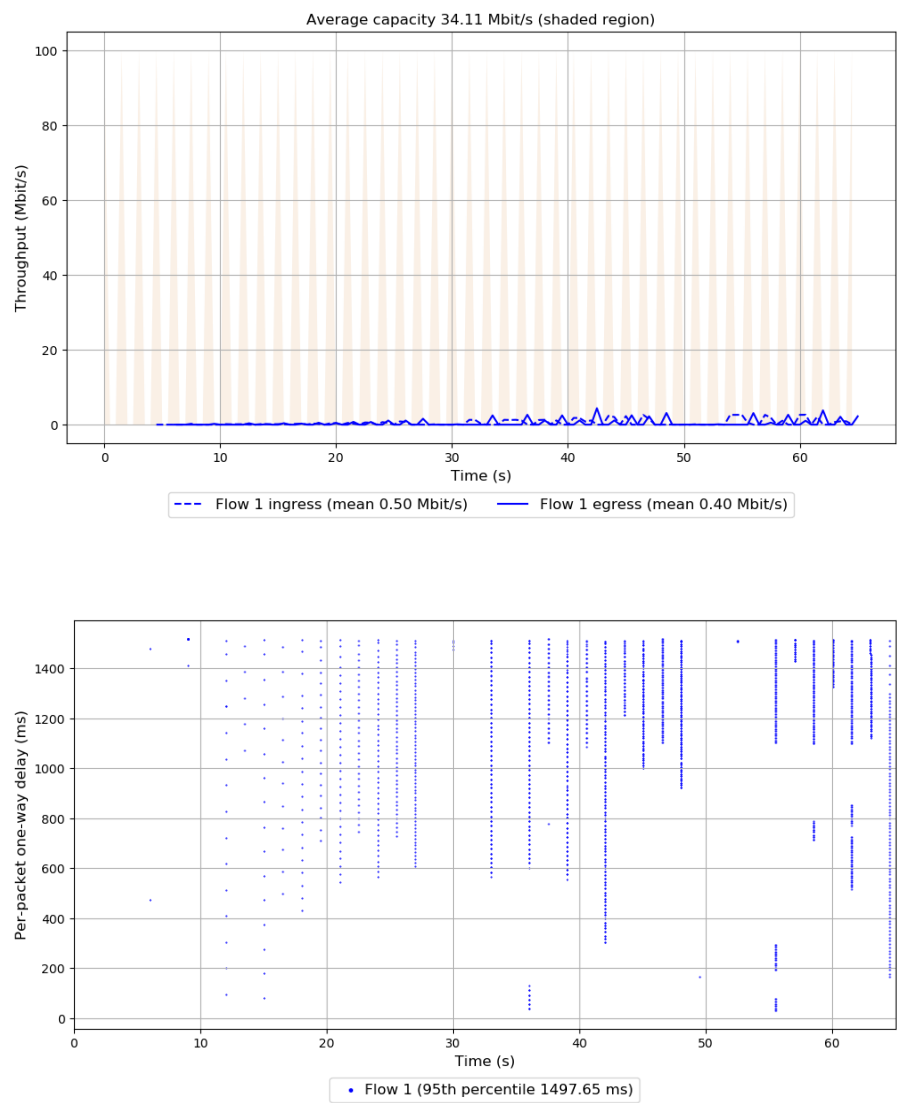 Average capacity 34.11 Mbit/s (shaded region)
100
80
60
40
20
0
Throughput (Mbit/s)
0 10 20 30 40 50 60
Time (s)
Flow 1 ingress (mean 0.50 Mbit/s) Flow 1 egress (mean 0.40 Mbit/s)
1400
1200
1000
800
600
400
200
0
Per-packet one-way delay (ms)
0 10 20 30 40 50 60
Time (s)
Flow 1 (95th percentile 1497.65 ms)